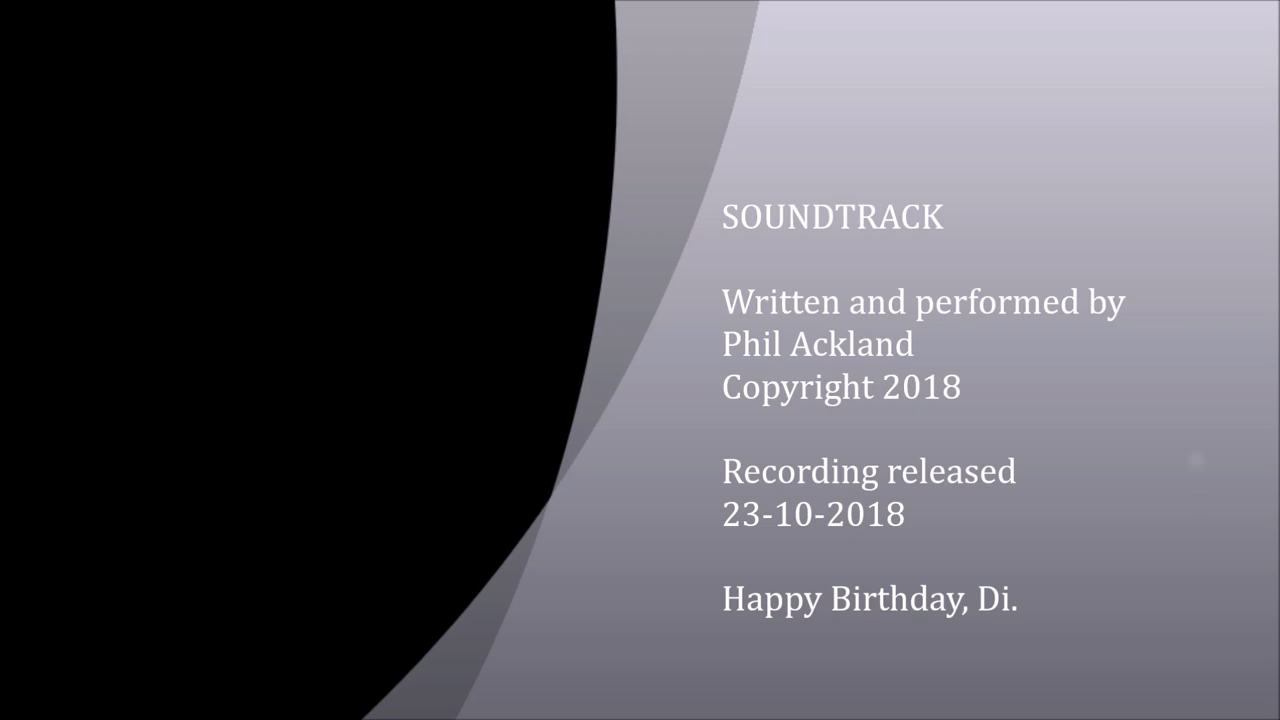 SOUNDTRACK
Written and performed by
Phil Ackland
Copyright 2018
Recording released
23-10-2018
Happy Birthday, Di.